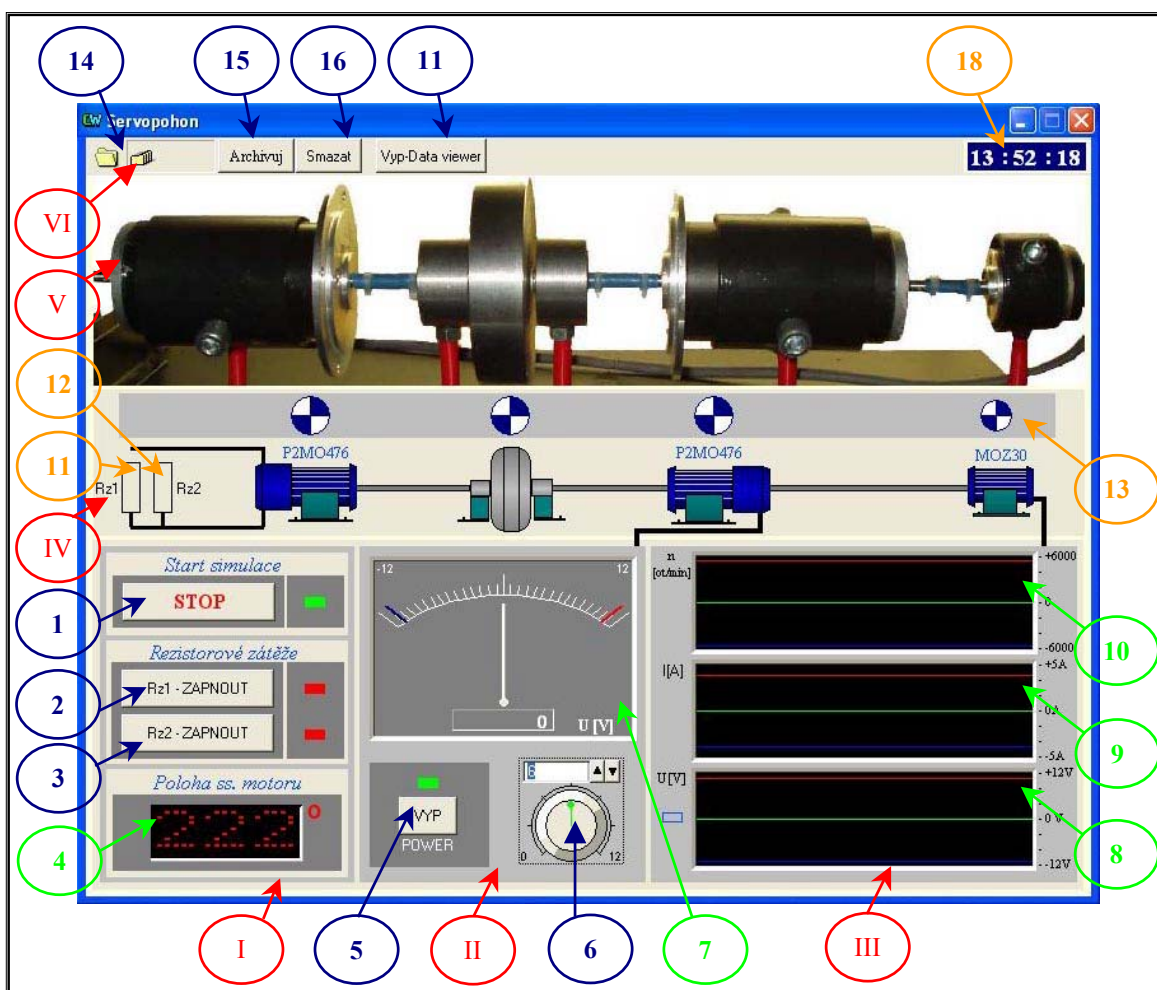 14
15
16
11
18
Servopohon
Archivuj
Smazat
Vyp-Data viewer
13 : 52 : 18
VI
V
12
11
IV
13
P2MO476
P2MO476
MOZ30
Rz1
Rz2
Start simulace
STOP
1
Rezistorové zátěže
Rz1 - ZAPNOUT
2
Rz2 - ZAPNOUT
3
Poloha ss. motoru
222
o
4
-12
12
0
U [V]
6
VYP
POWER
0
12
n
[ot/min]
+6000
0
-6000
I[A]
+5A
0A
-5A
U[V]
+12V
0 V
-12V
10
9
8
I
5
II
6
7
III